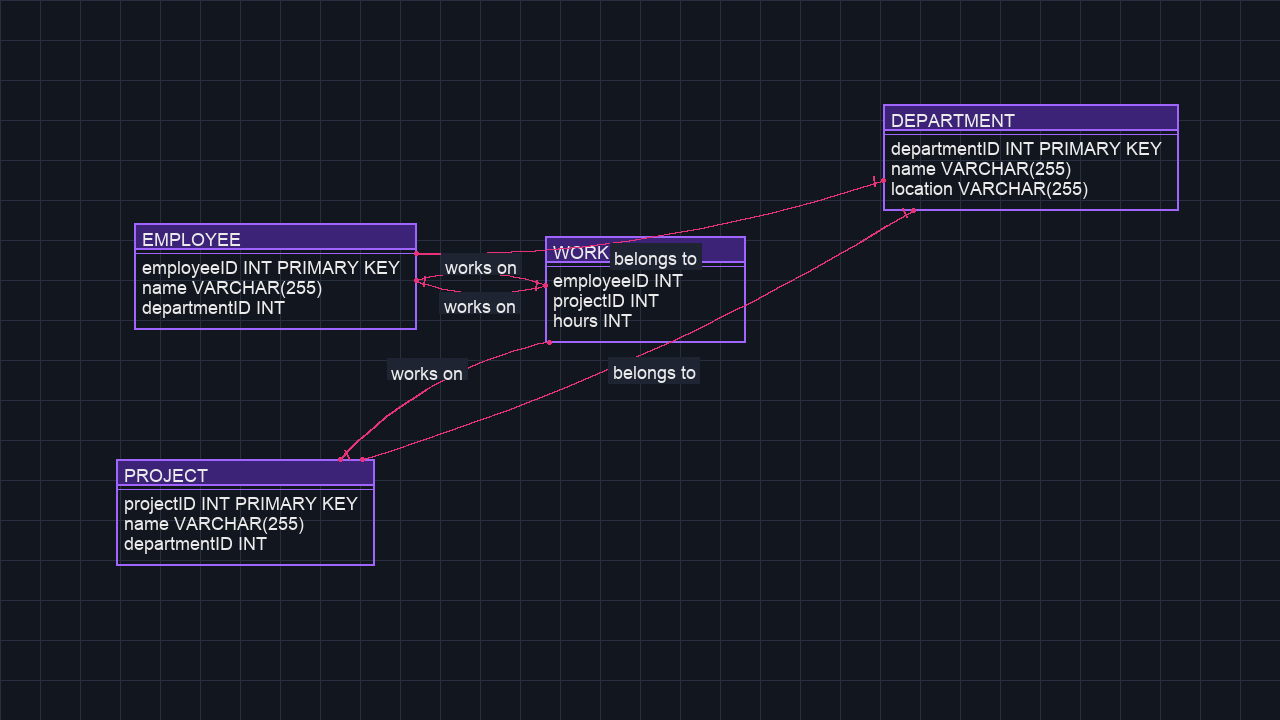 DEPARTMENT
departmentID INT PRIMARY KEY
name VARCHAR(255)
location VARCHAR(255)
EMPLOYEE
employeeID INT PRIMARY KEY
name VARCHAR(255)
departmentID INT
works on
works on
WORK
belongs to
employeeID INT
projectID INT
hours INT
works on
belongs to
PROJECT
projectID INT PRIMARY KEY
name VARCHAR(255)
departmentID INT